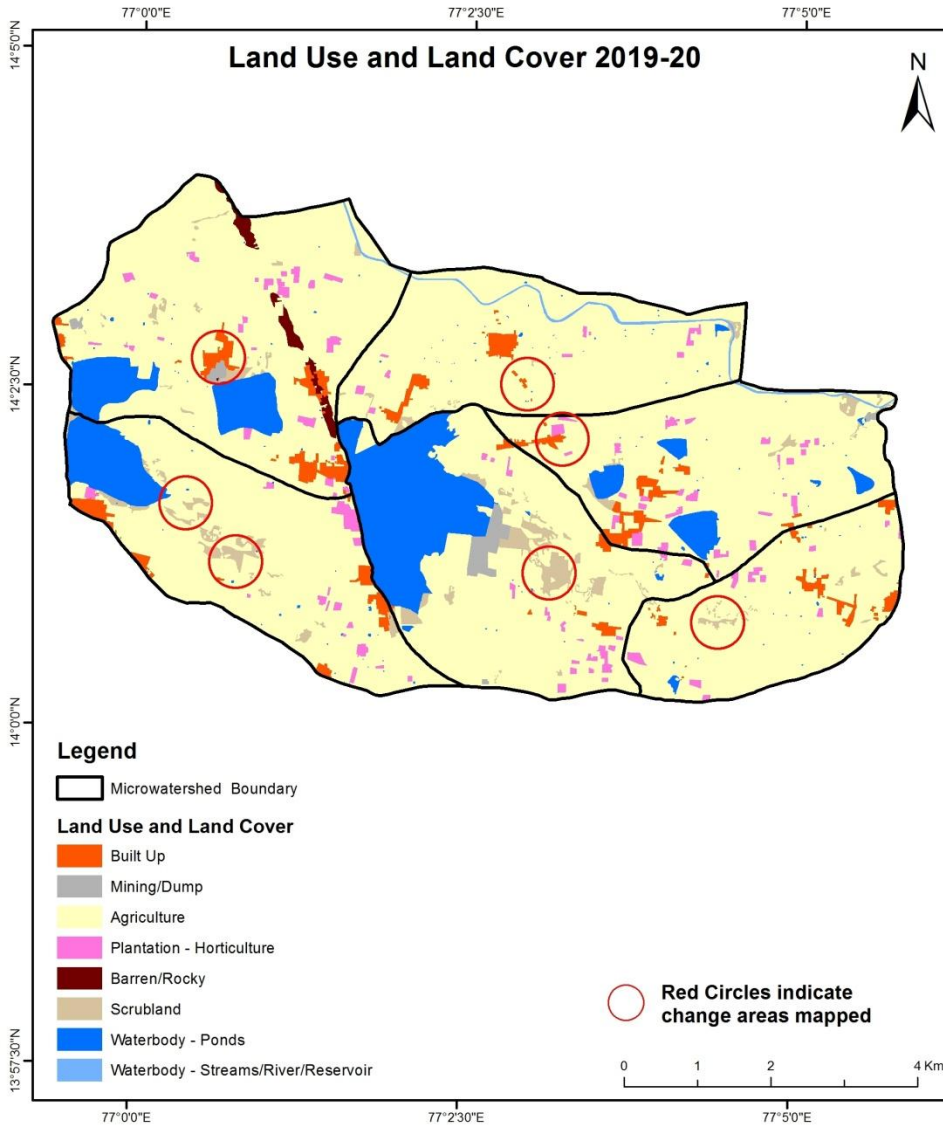 77°0'0"E
77°2'30"E
77°5'0"E
14°5'0"N
Land Use and Land Cover 2019-20
N
14°2'30"N
14°0'0"N
Legend
Microwatershed Boundary
Land Use and Land Cover
Built Up
Mining/Dump
Agriculture
Plantation - Horticulture
Barren/Rocky
Scrubland
Waterbody - Ponds
Waterbody - Streams/River/Reservoir
Red Circles indicate
change areas mapped
0 1 2 4 Km
13°57'30"N
77°0'0"E
77°2'30"E
77°5'0"E